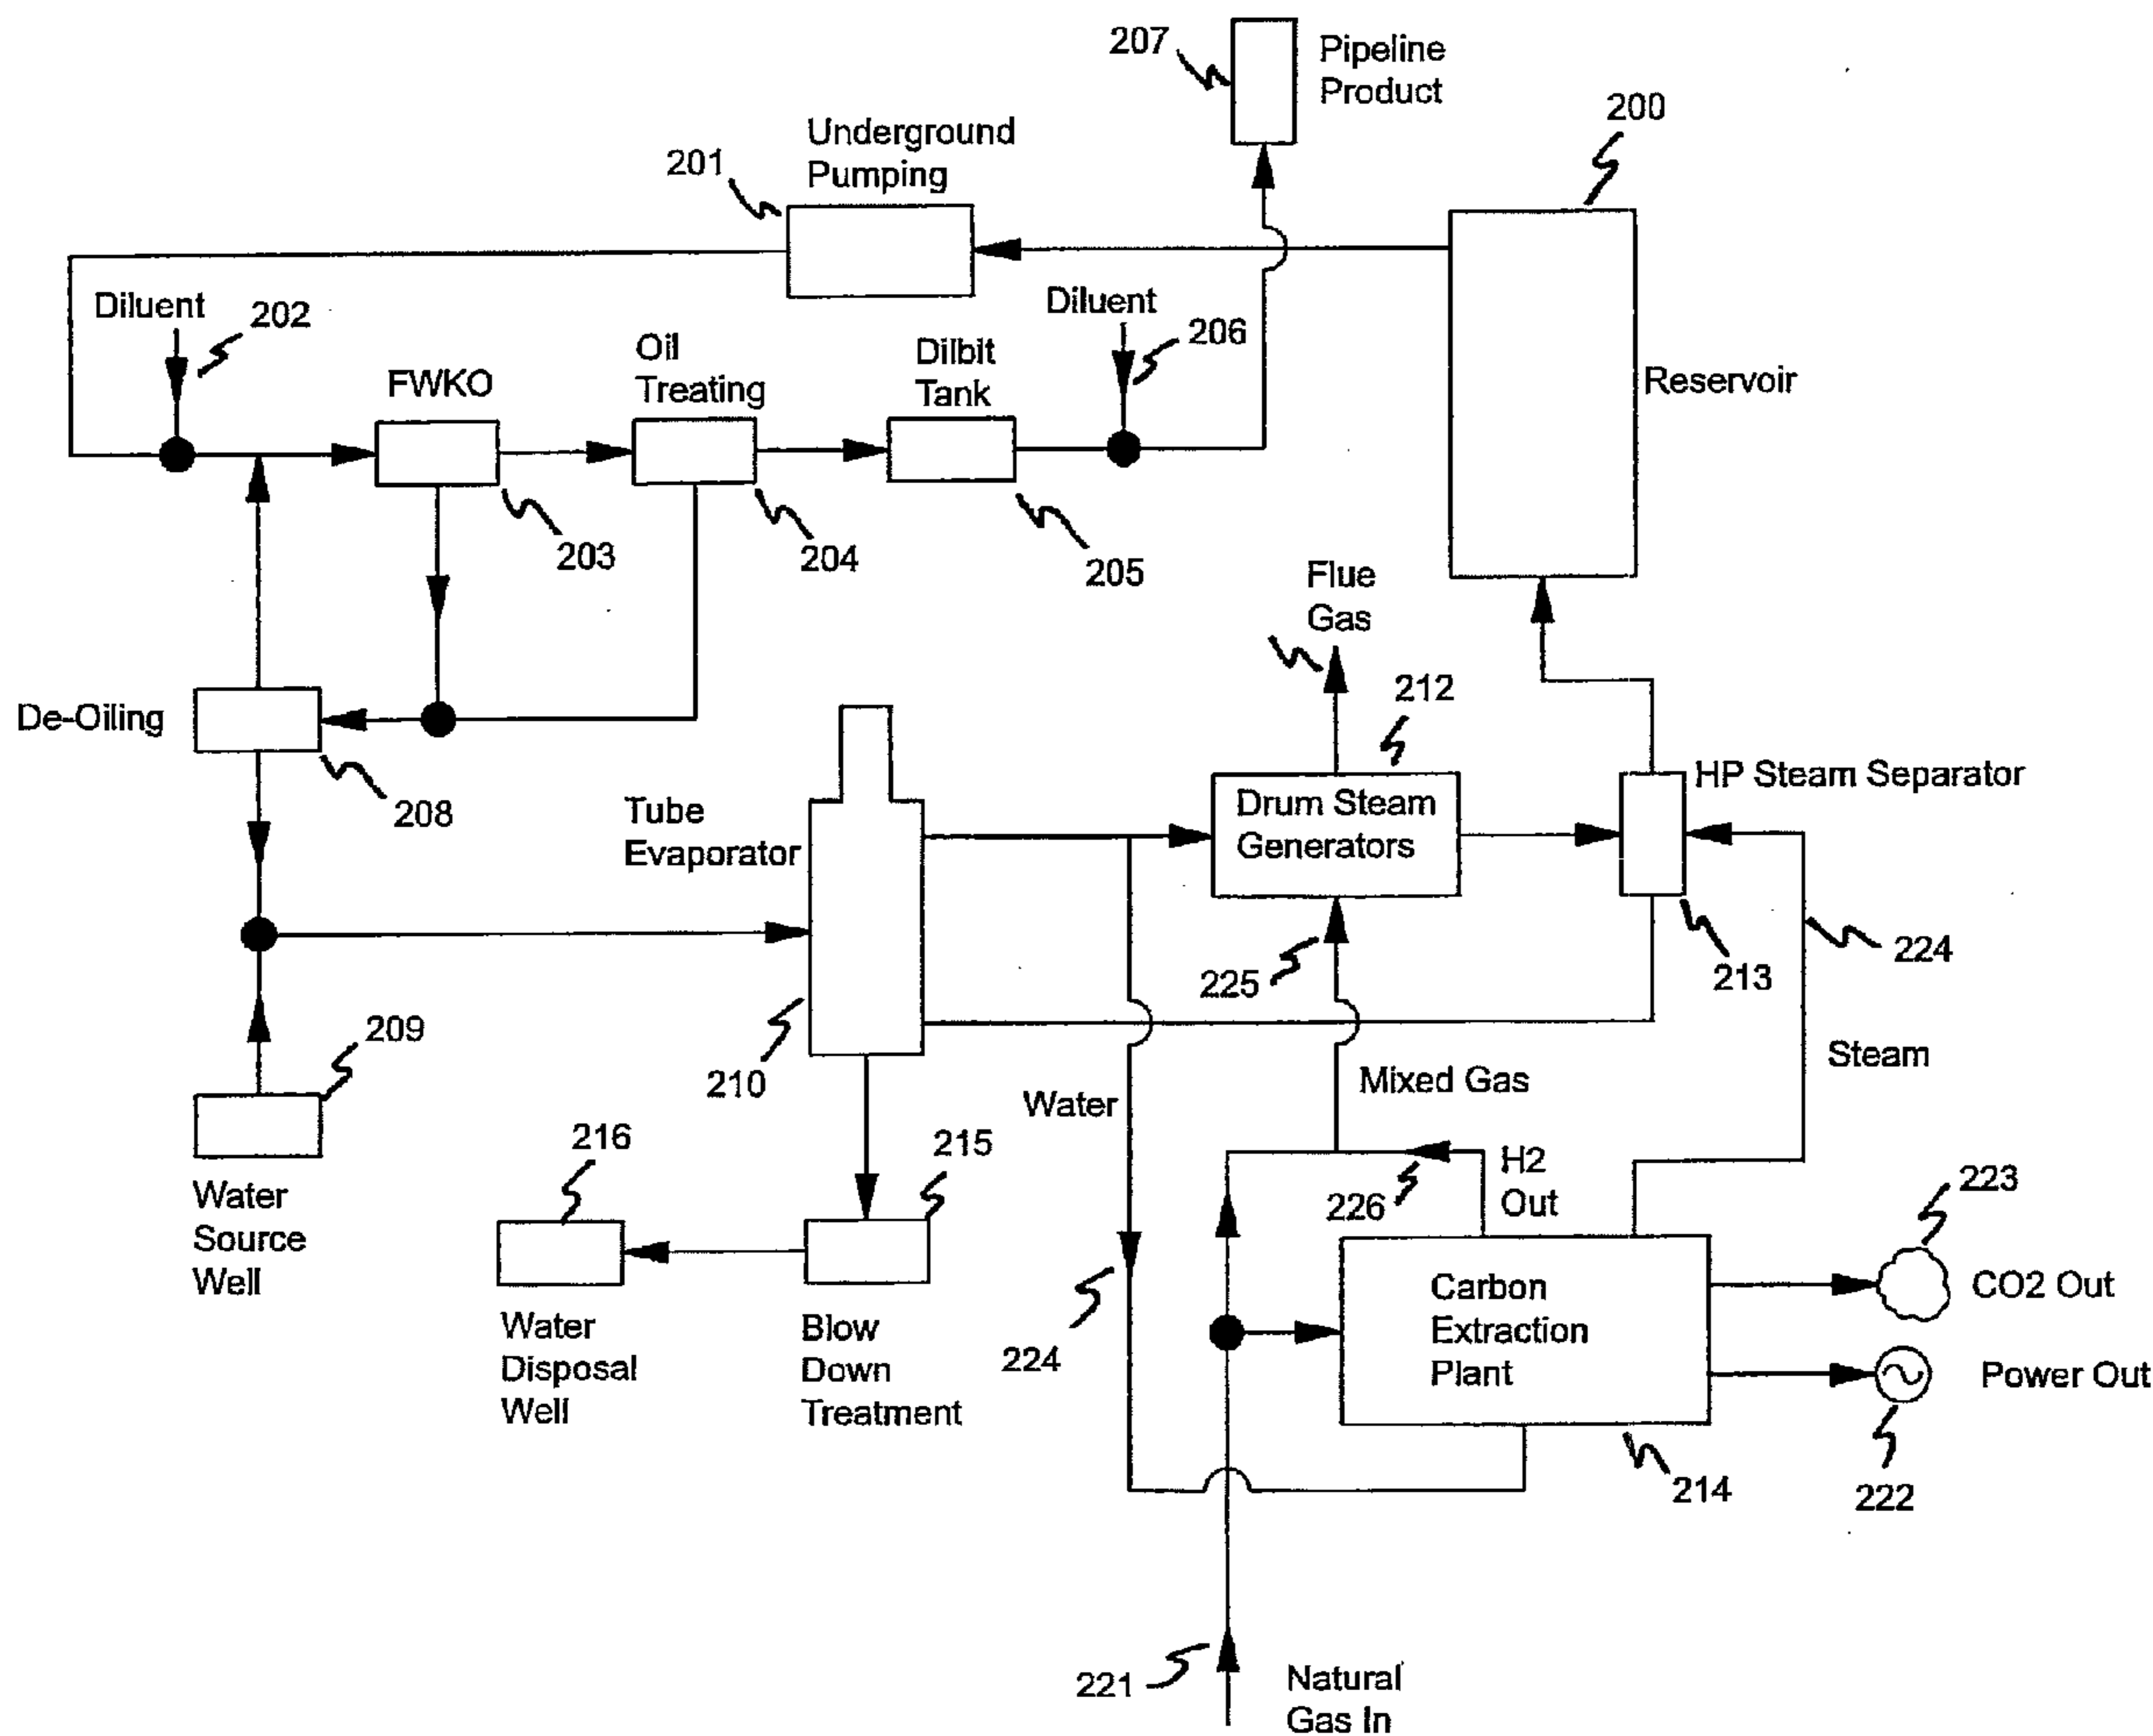 207
Pipeline
Product
200
Underground
Pumping
201
Diluent
202
Diluent
206
Oil
Treating
Dilbit
Tank
FWKO
Reservoir
203
204
205
Flue
Gas
212
De-Oiling
208
Tube
Evaporator
Drum Steam
Generators
HP Steam Separator
225
213
224
209
210
Water
Mixed Gas
Steam
216
215
H2
Out
226
223
Water
Source
Well
Carbon
Extraction
Plant
CO2 Out
Water
Disposal
Well
Blow
Down
Treatment
224
Power Out
214
222
221
Natural
Gas In